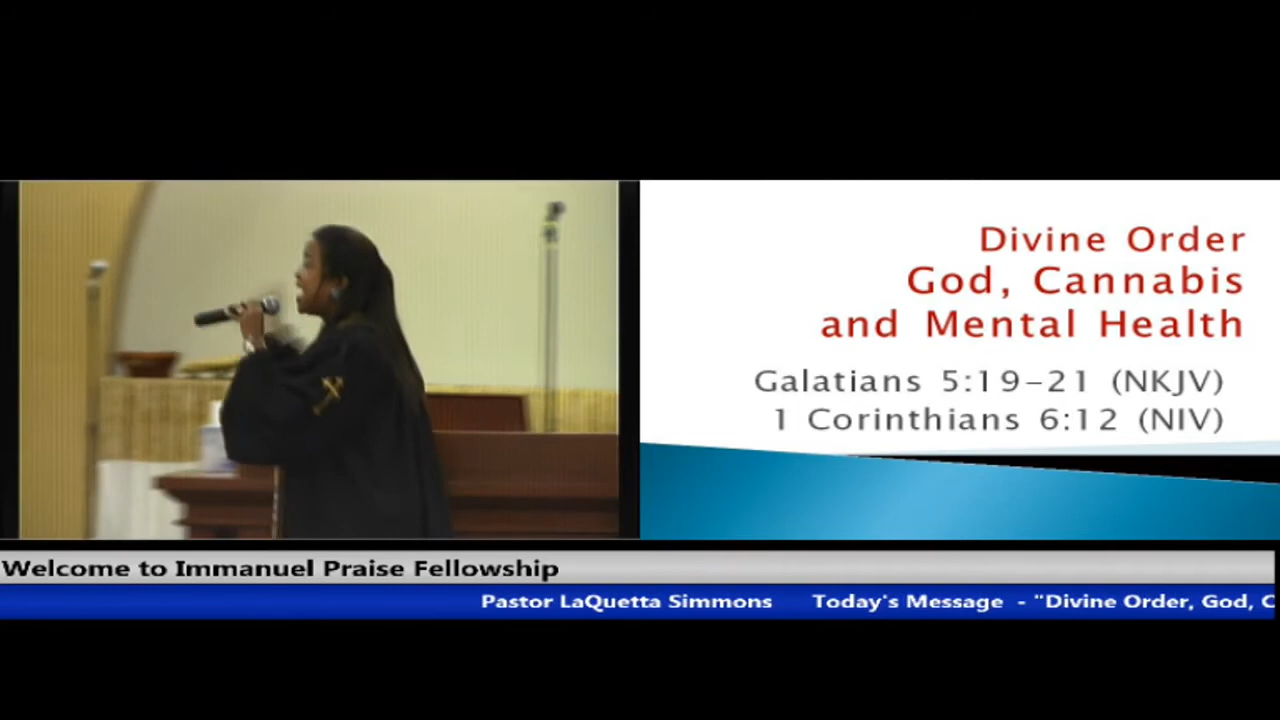 Divine Order
God, Cannabis
and Mental Health
Galatians 5:19-21 (NKJV)
1 Corinthians 6:12 (NIV)
Welcome to Immanuel Praise Fellowship
Pastor LaQuetta Simmons Today's Message - "Divine Order, God, C